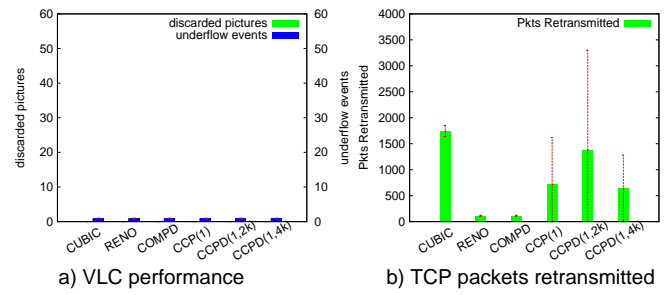 discarded pictures
underflow events
60
50
40
30
20
10
0
discarded pictures
60
50
40
30
20
10
0
underflow events
CUBIC
RENO
COMPD
CCP(1)
CCPD(1,2k)
CCPD(1,4k)
a) VLC performance
Pkts Retransmitted
4000
3500
3000
2500
2000
1500
1000
500
0
Pkts Retransmitted
CUBIC
RENO
COMPD
CCP(1)
CCPD(1,2k)
CCPD(1,4k)
b) TCP packets retransmitted